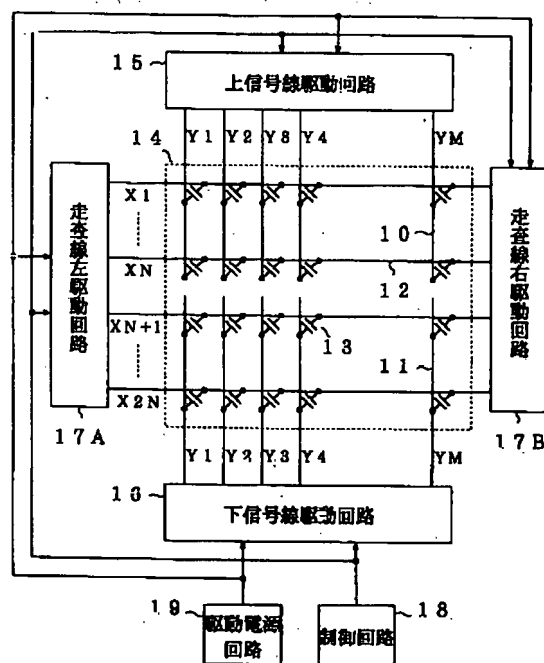 15
上信号線駆動回路
14
Y1 Y2 Y3 Y4 YM
走査線左駆動回路
X1
10
XN
12
XN+1
13
11
X2N
走査線右駆動回路
17A
17B
Y1 Y2 Y3 Y4 YM
16
下信号線駆動回路
19
駆動電源
回路
制御回路
18